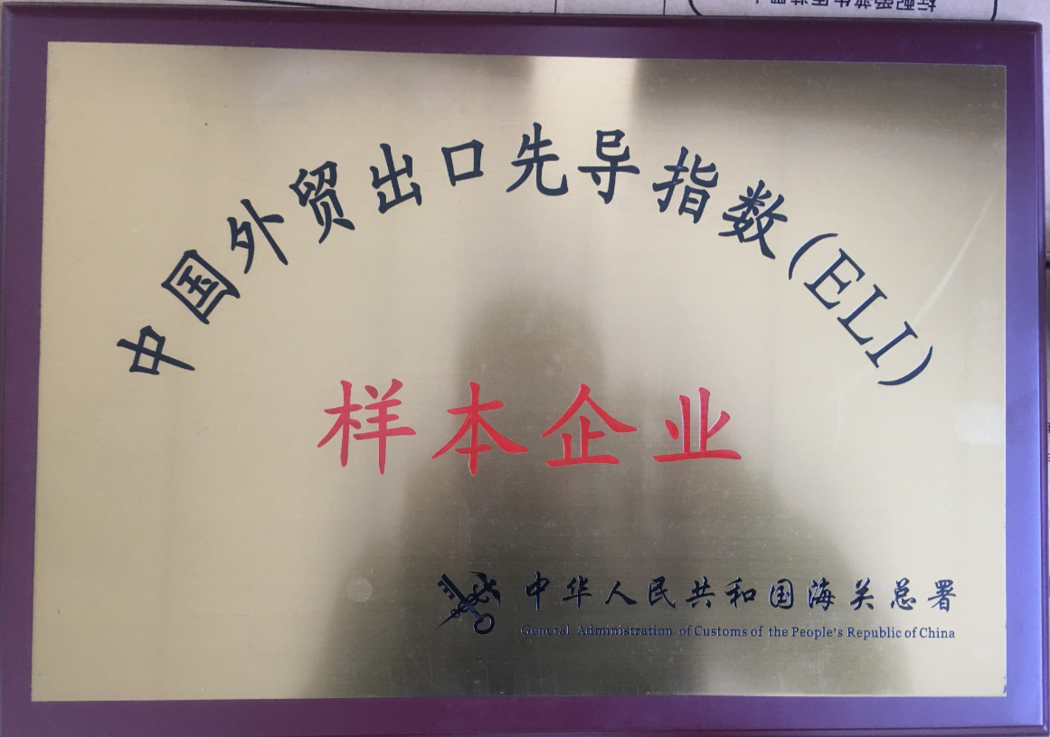 中国外贸出口先导指数(ELI)
样本企业
中华人民共和国海关总署
General Administration of Customs of the People's Republic of China